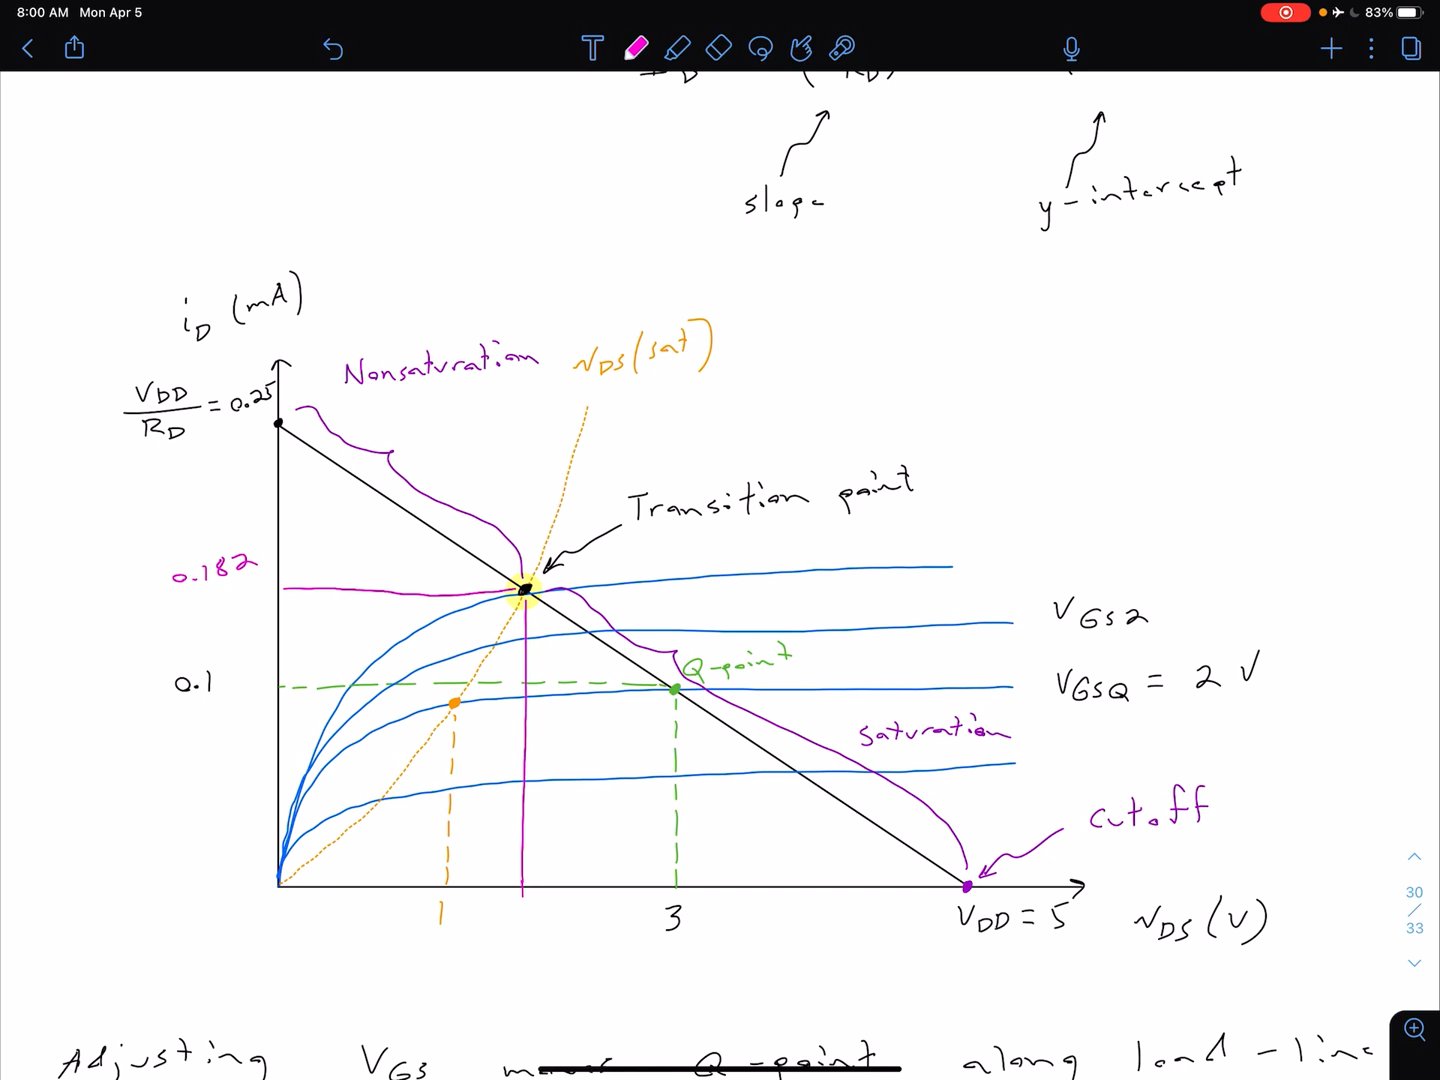 8:00 AM Mon Apr 5
83%
T
slope
y-intercept
i_D (mA)
Nonsaturation
v_DS (sat)
V_DD / R_D = 0.25
Transition point
0.182
V_GS2
Q-point
0.1
V_GSQ = 2 V
Saturation
cutoff
30
/
33
1
3
V_DD = 5
v_DS (V)
Adjusting V_GS moves Q-point along load-line